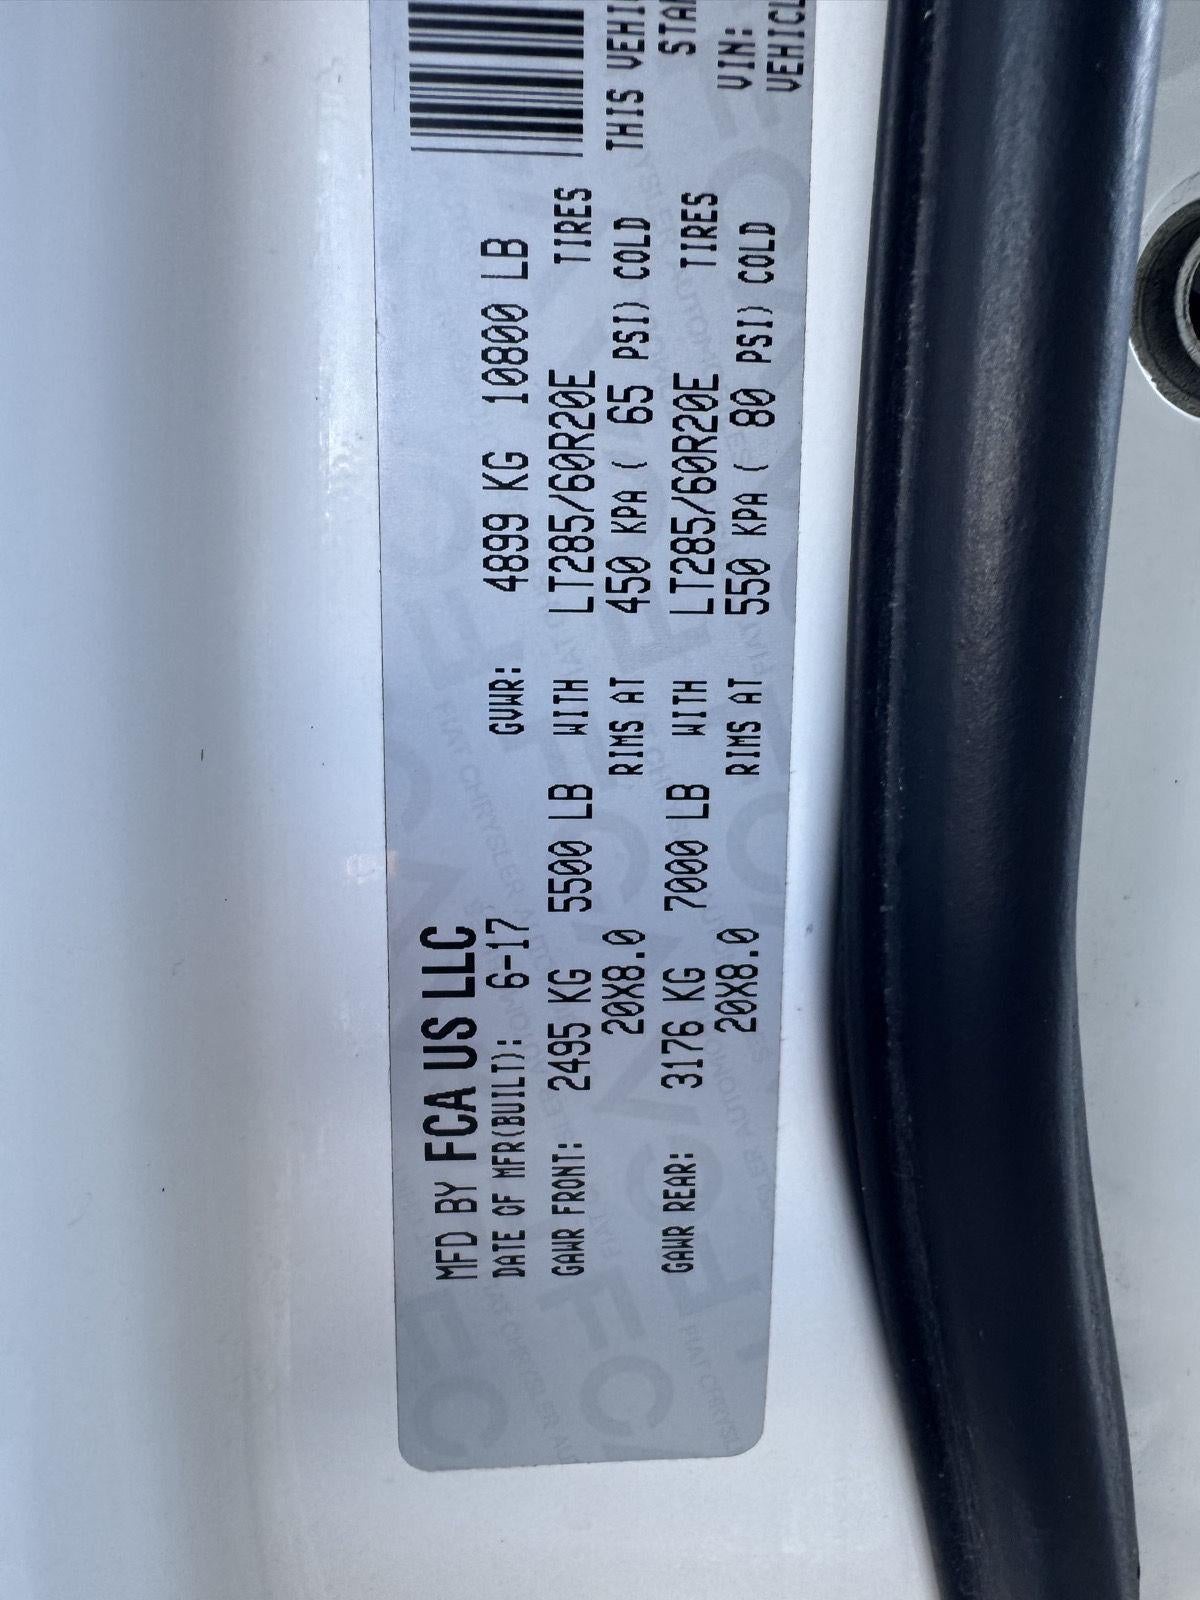 MFD BY FCA US LLC
DATE OF MFR(BUILT): 6-17 GVWR: 4899 KG 10800 LB
GAWR FRONT: 2495 KG 5500 LB WITH LT285/60R20E TIRES
20X8.0 RIMS AT 450 KPA ( 65 PSI) COLD
GAWR REAR: 3176 KG 7000 LB WITH LT285/60R20E TIRES
20X8.0 RIMS AT 550 KPA ( 80 PSI) COLD
THIS
VIN: